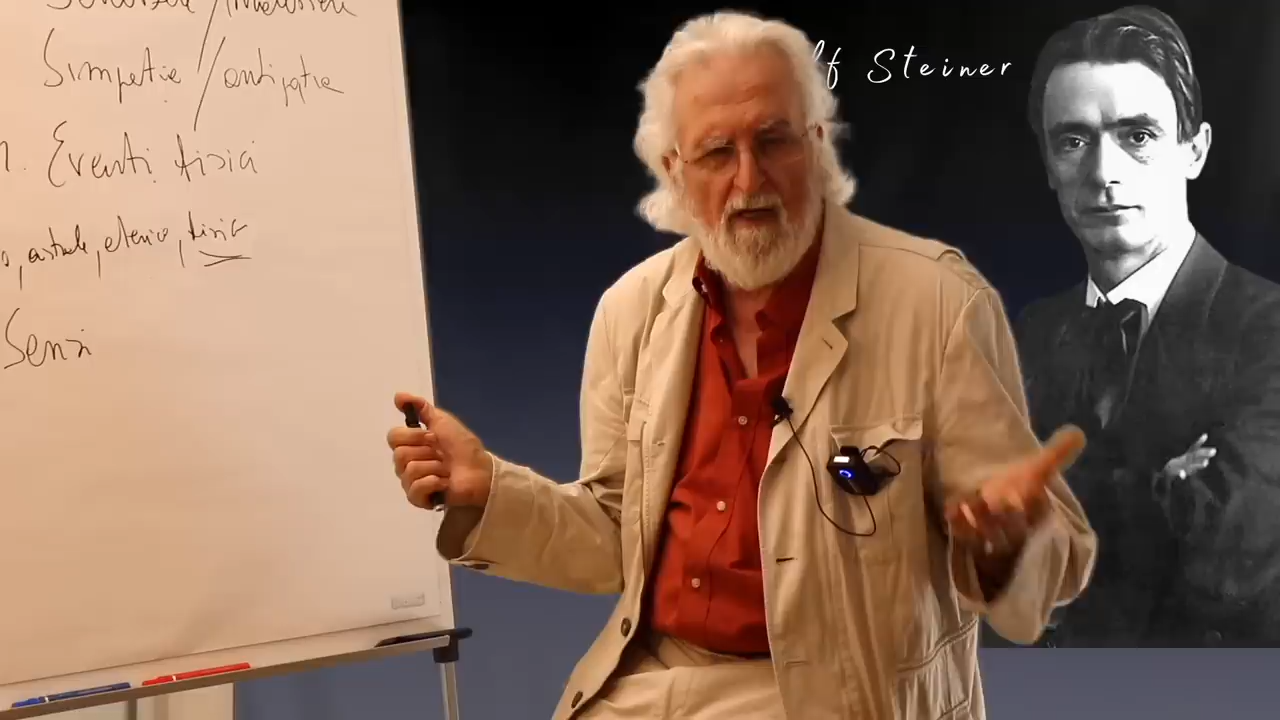 Simpatie / antipatie
Eventi fisici
astrale, eterico, fisico
Sensi
lf Steiner